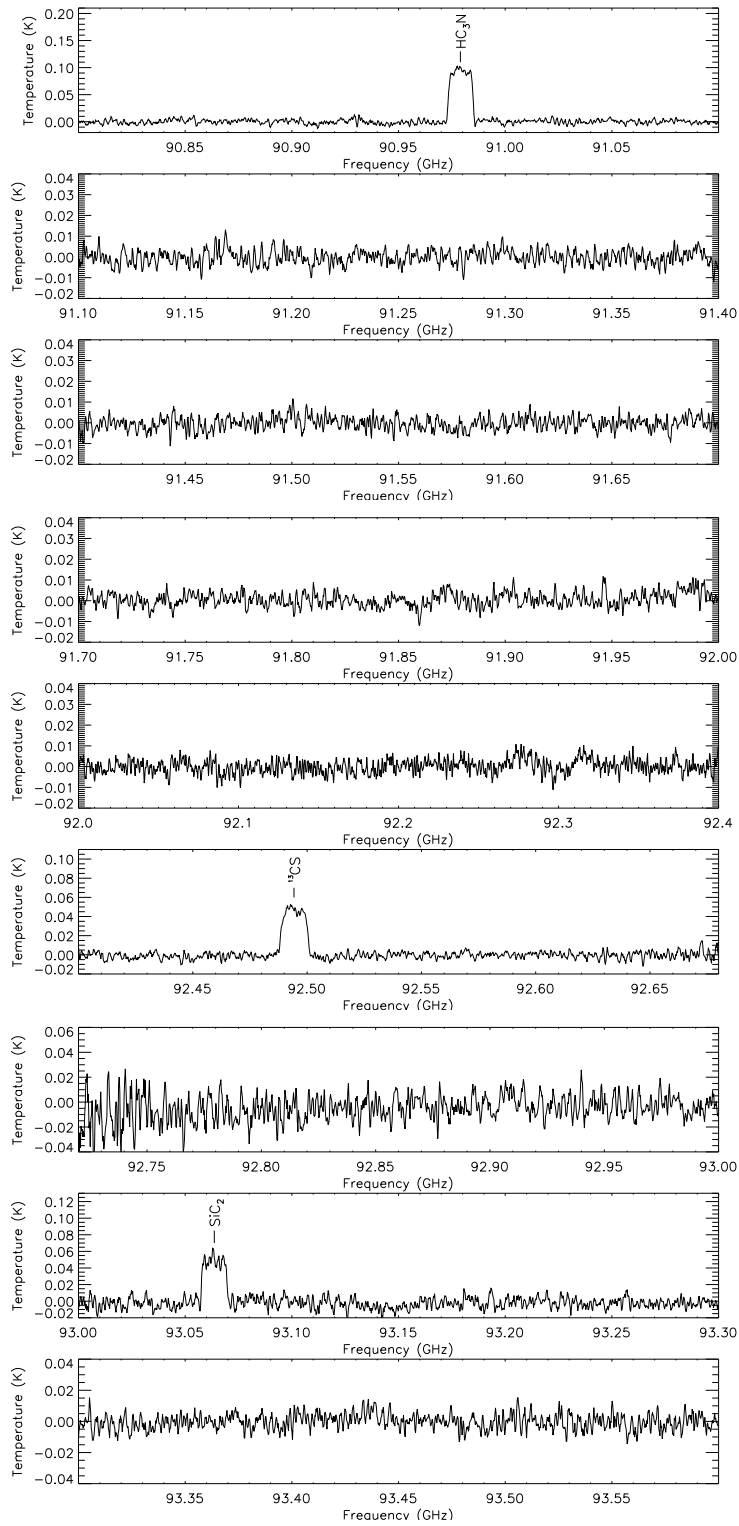 HC₃N
0.20
0.15
0.10
0.05
0.00
Temperature (K)
90.85 90.90 90.95 91.00 91.05
Frequency (GHz)
0.04
0.03
0.02
0.01
0.00
−0.01
−0.02
Temperature (K)
91.10 91.15 91.20 91.25 91.30 91.35 91.40
Frequency (GHz)
0.04
0.03
0.02
0.01
0.00
−0.01
−0.02
Temperature (K)
91.45 91.50 91.55 91.60 91.65
Frequency (GHz)
0.04
0.03
0.02
0.01
0.00
−0.01
−0.02
Temperature (K)
91.70 91.75 91.80 91.85 91.90 91.95 92.00
Frequency (GHz)
0.04
0.03
0.02
0.01
0.00
−0.01
−0.02
Temperature (K)
92.0 92.1 92.2 92.3 92.4
Frequency (GHz)
¹³CS
0.10
0.08
0.06
0.04
0.02
0.00
−0.02
Temperature (K)
92.45 92.50 92.55 92.60 92.65
Frequency (GHz)
0.06
0.04
0.02
0.00
−0.02
−0.04
Temperature (K)
92.75 92.80 92.85 92.90 92.95 93.00
Frequency (GHz)
SiC₂
0.12
0.10
0.08
0.06
0.04
0.02
0.00
−0.02
Temperature (K)
93.00 93.05 93.10 93.15 93.20 93.25 93.30
Frequency (GHz)
0.04
0.02
0.00
−0.02
−0.04
Temperature (K)
93.35 93.40 93.45 93.50 93.55
Frequency (GHz)